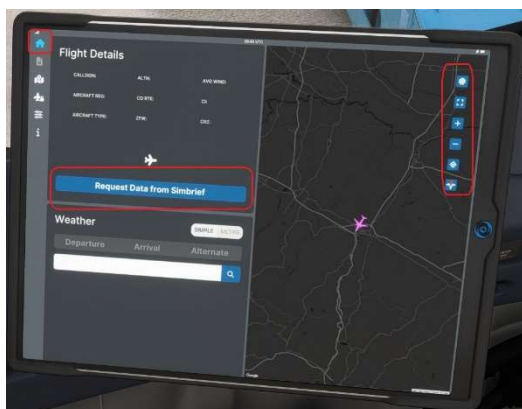 Flight Details
CALLSIGN:
ALTN:
AVG WIND:
AIRCRAFT REG:
CO RTE:
CI:
AIRCRAFT TYPE:
ZFW:
CRZ:
Request Data from Simbrief
Weather
SIMPLE METAR
Departure Arrival Alternate
Google